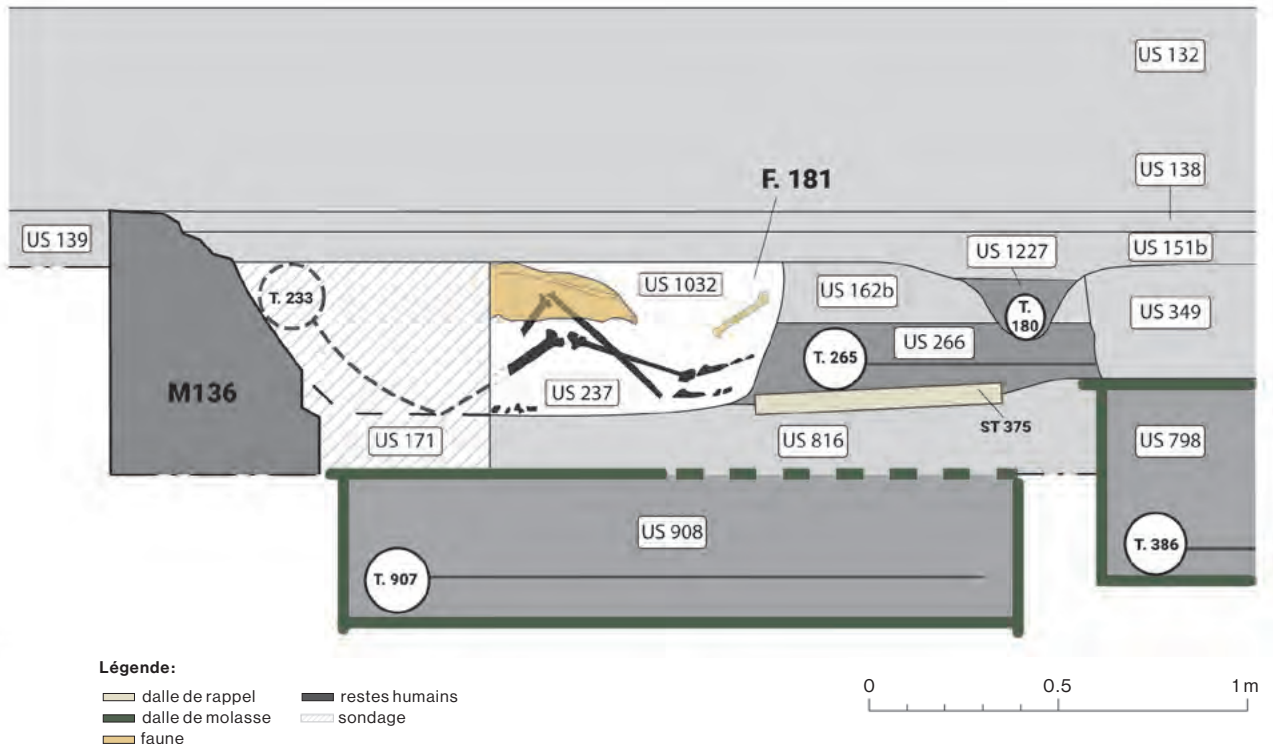 US 132
US 138
F. 181
US 139
US 1227
US 151b
T. 233
US 1032
US 162b
T. 180
US 349
US 266
T. 265
M136
US 237
ST 375
US 171
US 816
US 798
US 908
T. 386
T. 907
Légende:
dalle de rappel
restes humains
dalle de molasse
sondage
faune
0
0.5
1 m